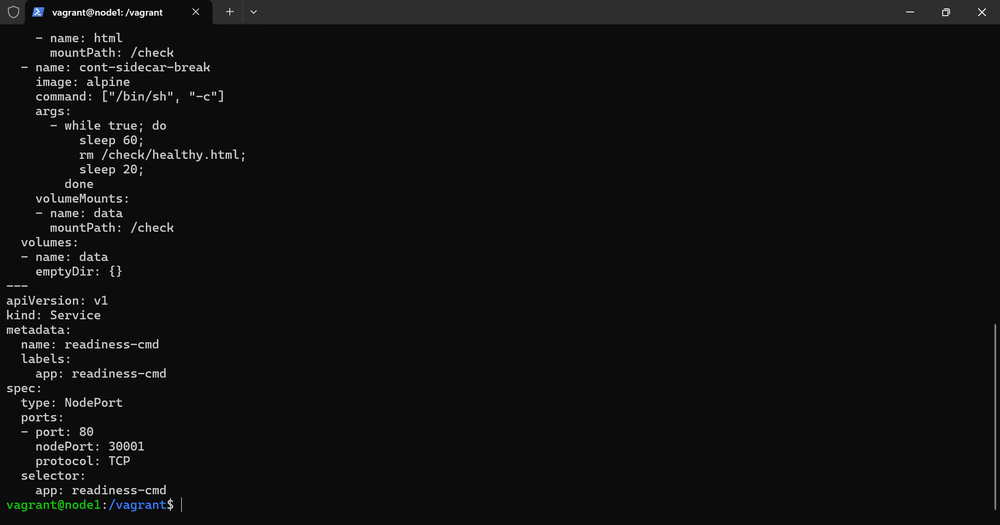 vagrant@node1: /vagrant
    - name: html
      mountPath: /check
  - name: cont-sidecar-break
    image: alpine
    command: ["/bin/sh", "-c"]
    args:
      - while true; do
          sleep 60;
          rm /check/healthy.html;
          sleep 20;
        done
    volumeMounts:
    - name: data
      mountPath: /check
  volumes:
  - name: data
    emptyDir: {}
---
apiVersion: v1
kind: Service
metadata:
  name: readiness-cmd
  labels:
    app: readiness-cmd
spec:
  type: NodePort
  ports:
  - port: 80
    nodePort: 30001
    protocol: TCP
  selector:
    app: readiness-cmd
vagrant@node1:/vagrant$